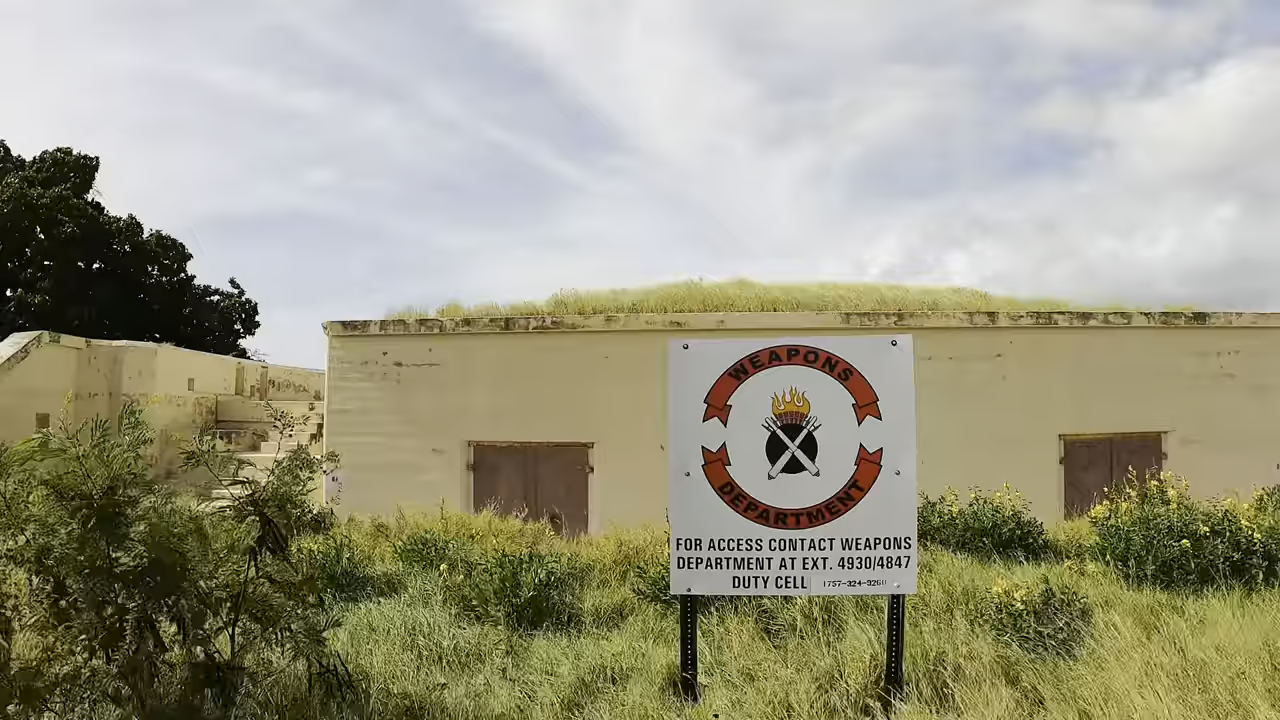 WEAPONS
DEPARTMENT
FOR ACCESS CONTACT WEAPONS
DEPARTMENT AT EXT. 4930/4847
DUTY CELL